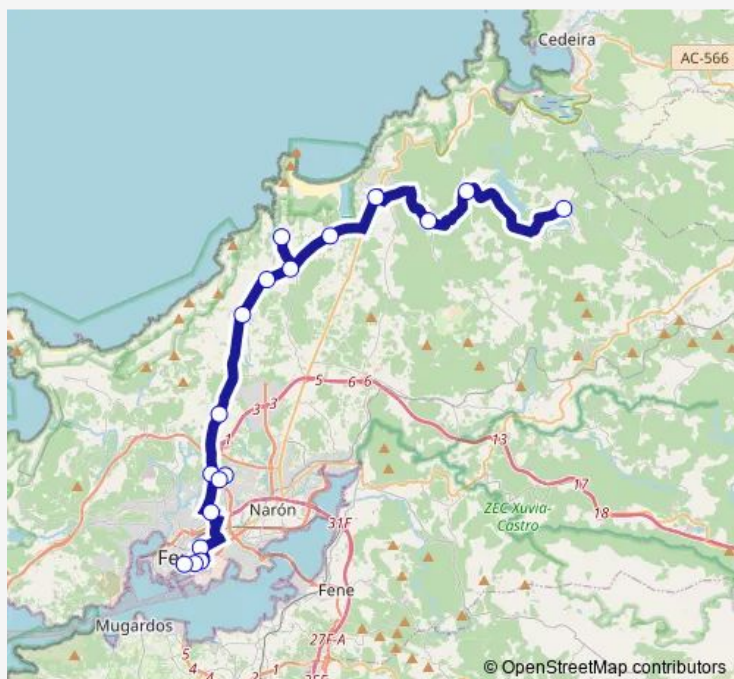 Cedeira
AC-566
5
6
6
3
3
1
13
17
ZEC Xuvia-
Castro
18
Narón
31F
Fe
Fene
Mugardos
27F-A
5
4
4
2
1
© OpenStreetMap contributors